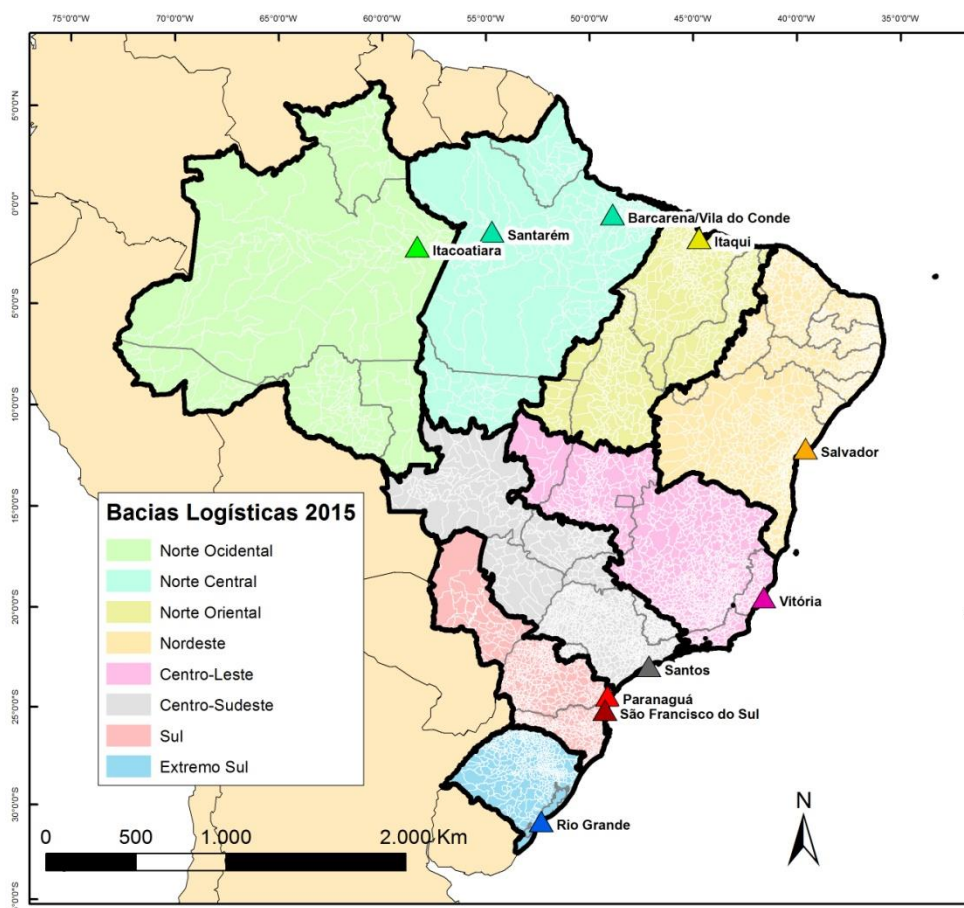 75°0'0"W 70°0'0"W 65°0'0"W 60°0'0"W 55°0'0"W 50°0'0"W 45°0'0"W 40°0'0"W 35°0'0"W
5°0'0"N
0°0'0"
5°0'0"S
10°0'0"S
15°0'0"S
20°0'0"S
25°0'0"S
30°0'0"S
Barcarena/Vila do Conde
Santarém
Itaqui
Itacoatiara
Salvador
Vitória
Santos
Paranaguá
São Francisco do Sul
Rio Grande
Bacias Logísticas 2015
Norte Ocidental
Norte Central
Norte Oriental
Nordeste
Centro-Leste
Centro-Sudeste
Sul
Extremo Sul
0 500 1.000 2.000 Km
N